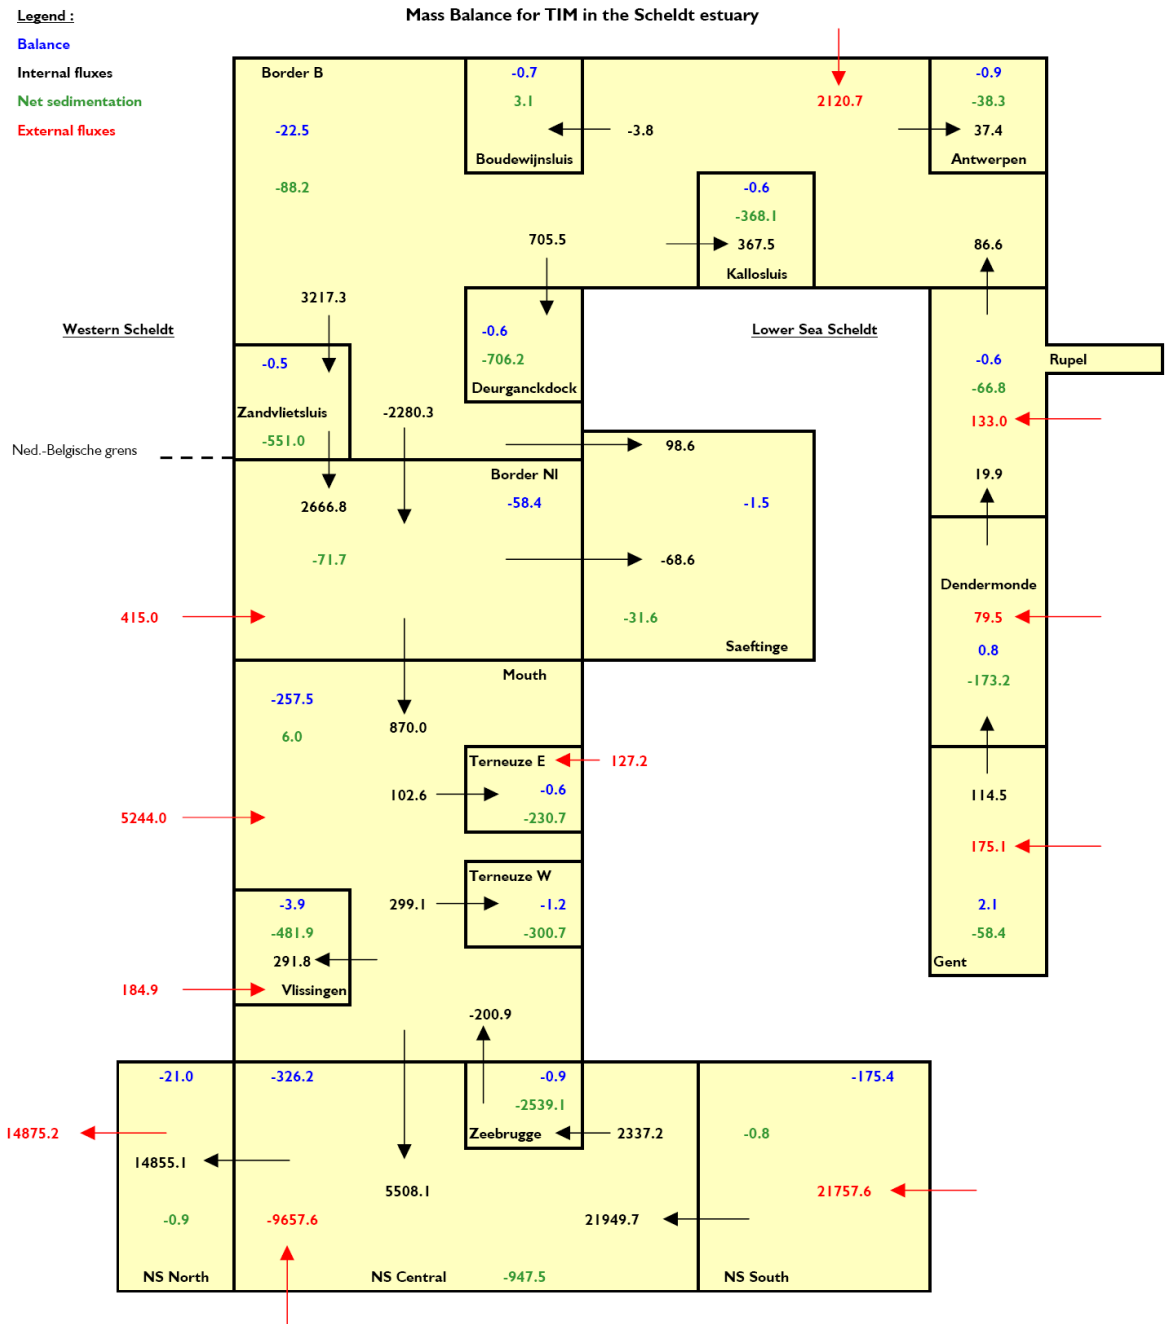 Legend :
Mass Balance for TIM in the Scheldt estuary
Balance
Internal fluxes
Net sedimentation
External fluxes
Border B
-22.5
-88.2
-0.7
3.1
-3.8
Boudewijnsluis
2120.7
-0.9
-38.3
37.4
Antwerpen
-0.6
-368.1
367.5
Kallosluis
705.5
86.6
3217.3
Western Scheldt
Lower Sea Scheldt
-0.6
-706.2
Deurganckdock
-0.5
Zandvlietsluis
-551.0
-2280.3
-0.6
Rupel
-66.8
133.0
19.9
Ned.-Belgische grens
98.6
Border Nl
-58.4
2666.8
-71.7
415.0
-1.5
-68.6
-31.6
Saeftinge
Dendermonde
79.5
0.8
-173.2
Mouth
-257.5
6.0
870.0
Terneuze E
127.2
102.6
-0.6
-230.7
5244.0
114.5
175.1
2.1
-58.4
Gent
Terneuze W
299.1
-1.2
-300.7
-3.9
-481.9
291.8
Vlissingen
184.9
-200.9
-21.0
-326.2
-0.9
-2539.1
Zeebrugge
2337.2
-175.4
-0.8
14875.2
14855.1
5508.1
21757.6
-0.9
-9657.6
21949.7
NS North
NS Central
-947.5
NS South